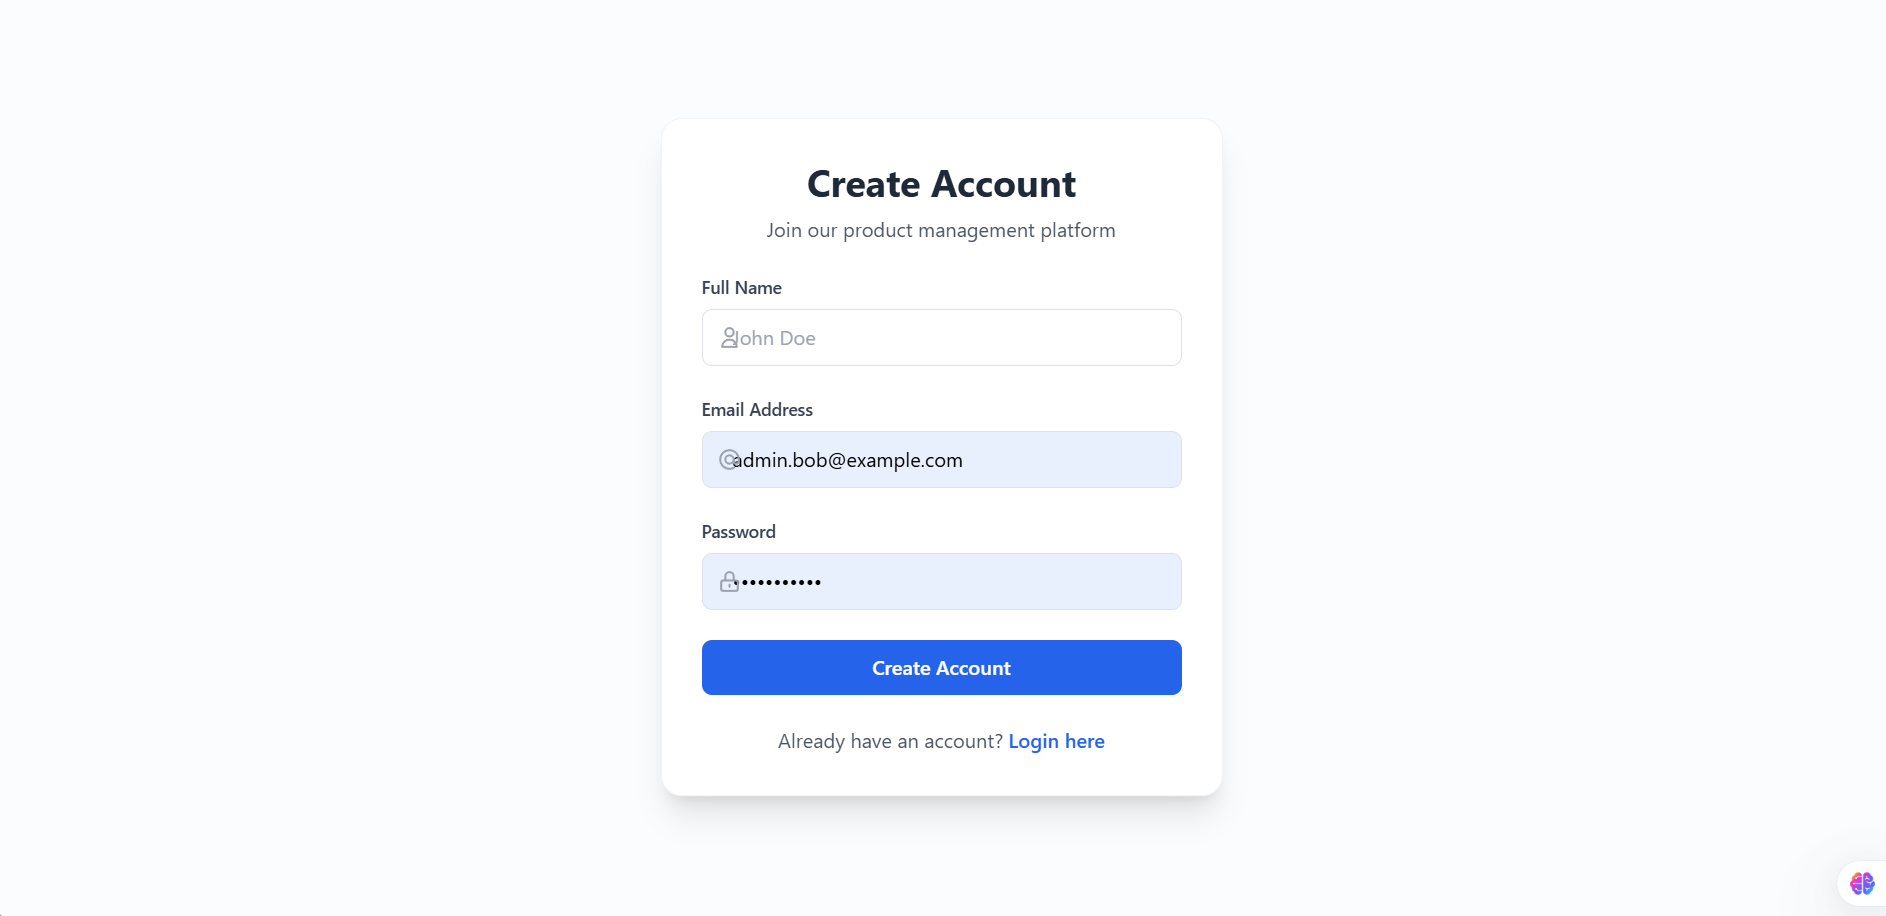 Create Account
Join our product management platform
Full Name
John Doe
Email Address
admin.bob@example.com
Password
•••••••••••
Create Account
Already have an account? Login here